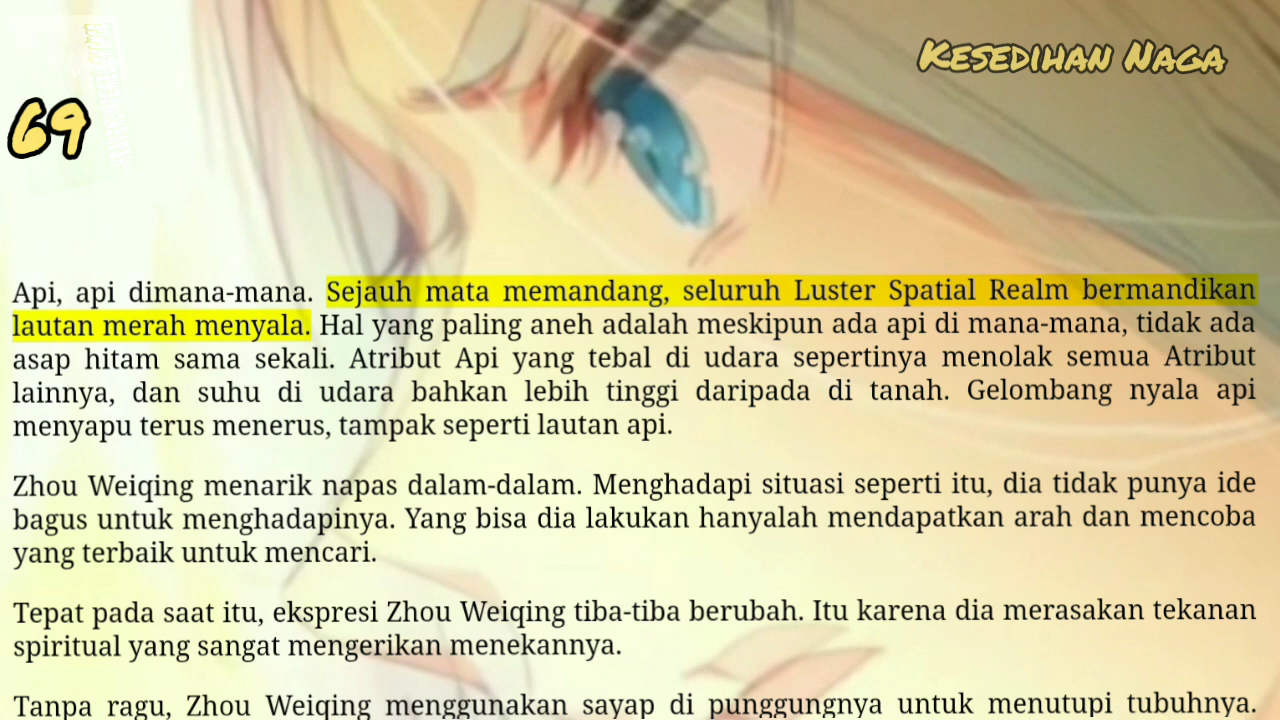 Kesedihan Naga
69
Api, api dimana-mana. Sejauh mata memandang, seluruh Luster Spatial Realm bermandikan
lautan merah menyala. Hal yang paling aneh adalah meskipun ada api di mana-mana, tidak ada
asap hitam sama sekali. Atribut Api yang tebal di udara sepertinya menolak semua Atribut
lainnya, dan suhu di udara bahkan lebih tinggi daripada di tanah. Gelombang nyala api
menyapu terus menerus, tampak seperti lautan api.
Zhou Weiqing menarik napas dalam-dalam. Menghadapi situasi seperti itu, dia tidak punya ide
bagus untuk menghadapinya. Yang bisa dia lakukan hanyalah mendapatkan arah dan mencoba
yang terbaik untuk mencari.
Tepat pada saat itu, ekspresi Zhou Weiqing tiba-tiba berubah. Itu karena dia merasakan tekanan
spiritual yang sangat mengerikan menekannya.
Tanpa ragu, Zhou Weiqing menggunakan sayap di punggungnya untuk menutupi tubuhnya.